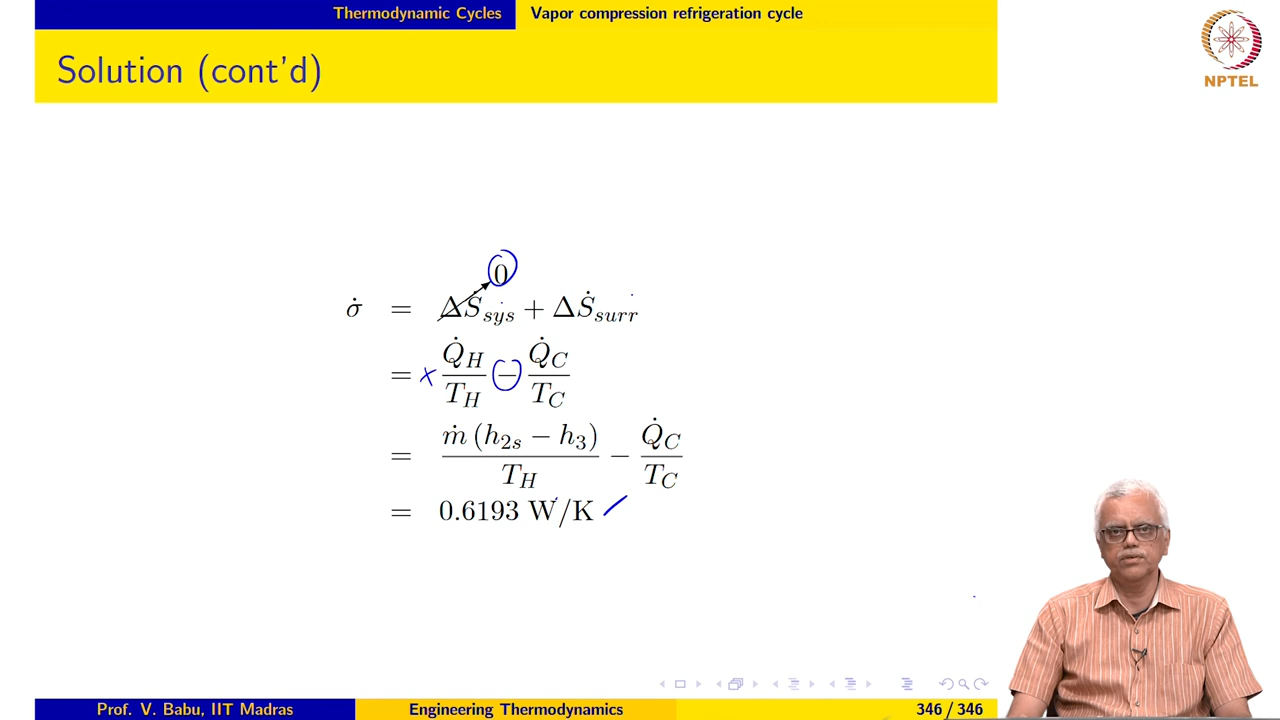 Thermodynamic Cycles Vapor compression refrigeration cycle
Solution (cont'd)
NPTEL
0
σ̇ = ΔṠ_sys + ΔṠ_surr
= Q̇_H/T_H − Q̇_C/T_C
= ṁ (h_2s − h_3)/T_H − Q̇_C/T_C
= 0.6193 W/K
Prof. V. Babu, IIT Madras Engineering Thermodynamics 346/346